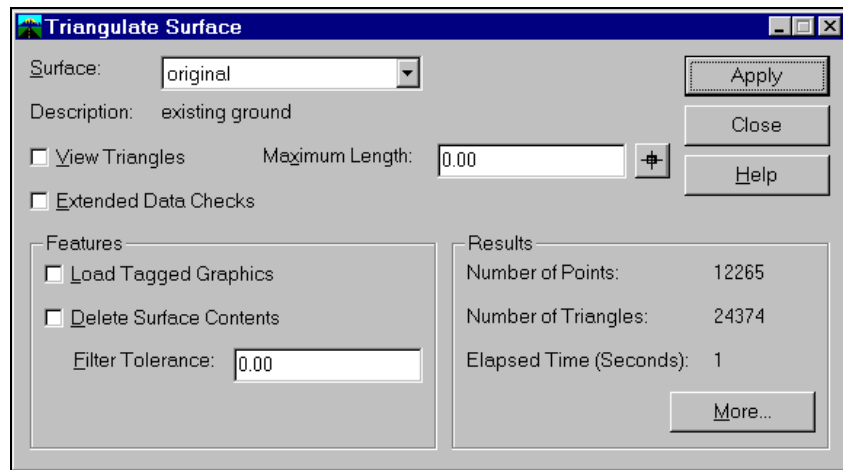 Triangulate Surface
Surface: original
Apply
Description: existing ground
Close
View Triangles Maximum Length: 0.00
Help
Extended Data Checks
Features
Load Tagged Graphics
Delete Surface Contents
Filter Tolerance: 0.00
Results
Number of Points: 12265
Number of Triangles: 24374
Elapsed Time (Seconds): 1
More...